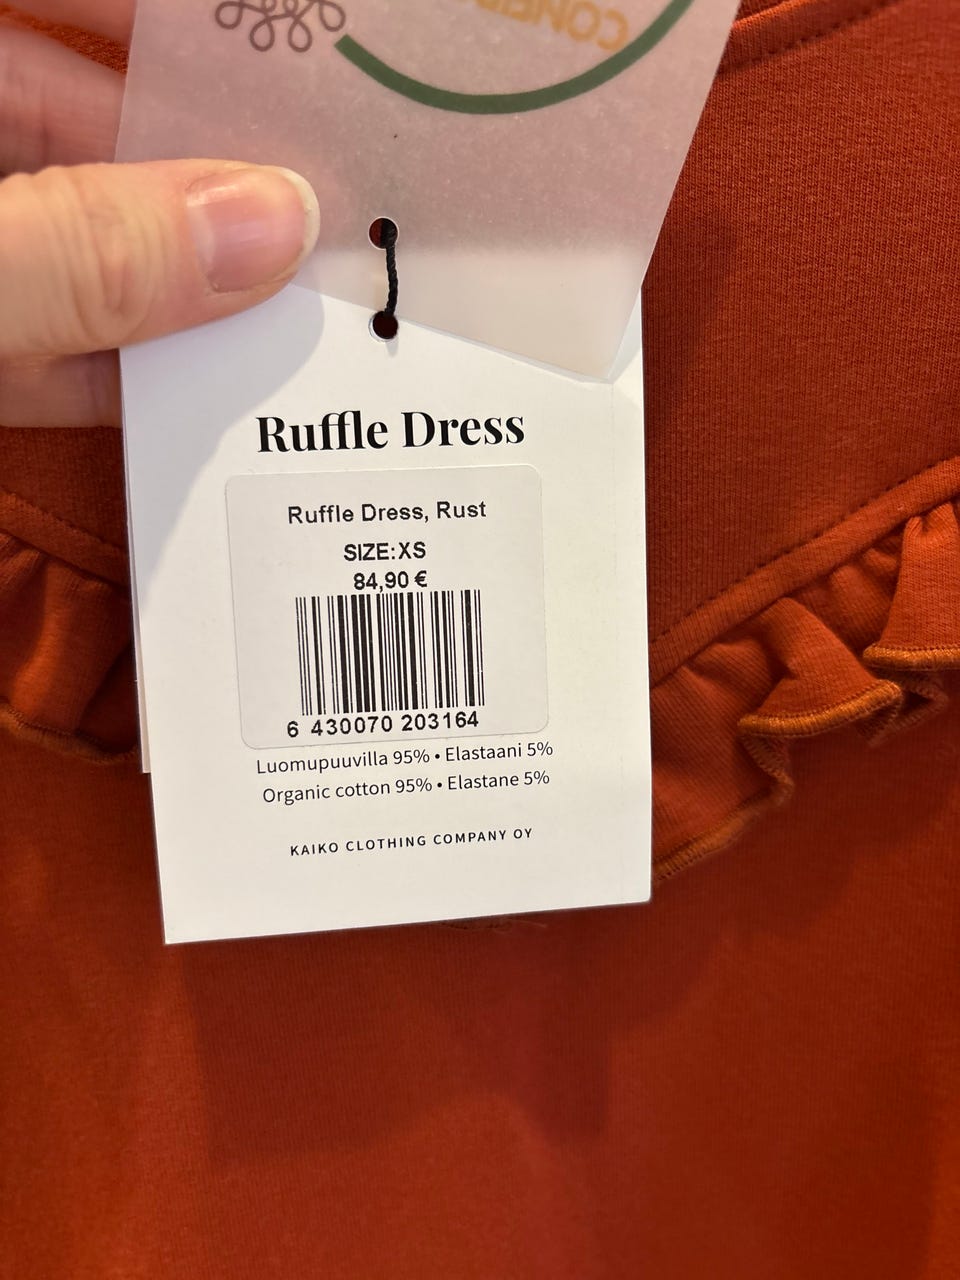 Ruffle Dress
Ruffle Dress, Rust
SIZE:XS
84,90 €
6 430070 203164
Luomupuuvilla 95% • Elastaani 5%
Organic cotton 95% • Elastane 5%
KAIKO CLOTHING COMPANY OY